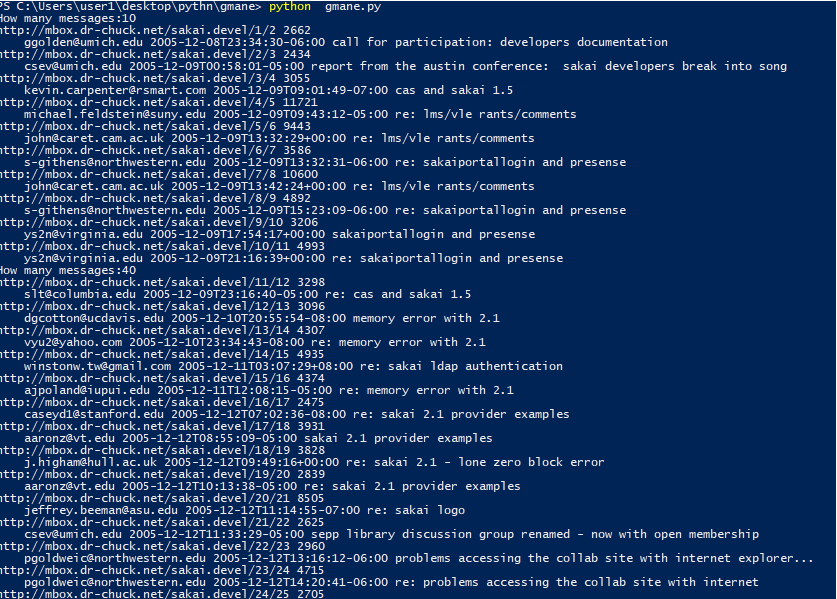 PS C:\Users\user1\desktop\pythn\gmane> python  gmane.py
How many messages:10
http://mbox.dr-chuck.net/sakai.devel/1/2 2662
    ggolden@umich.edu 2005-12-08T23:34:30-06:00 call for participation: developers documentation
http://mbox.dr-chuck.net/sakai.devel/2/3 2434
    csev@umich.edu 2005-12-09T00:58:01-05:00 report from the austin conference:  sakai developers break into song
http://mbox.dr-chuck.net/sakai.devel/3/4 3055
    kevin.carpenter@rsmart.com 2005-12-09T09:01:49-07:00 cas and sakai 1.5
http://mbox.dr-chuck.net/sakai.devel/4/5 11721
    michael.feldstein@suny.edu 2005-12-09T09:43:12-05:00 re: lms/vle rants/comments
http://mbox.dr-chuck.net/sakai.devel/5/6 9443
    john@caret.cam.ac.uk 2005-12-09T13:32:29+00:00 re: lms/vle rants/comments
http://mbox.dr-chuck.net/sakai.devel/6/7 3586
    s-githens@northwestern.edu 2005-12-09T13:32:31-06:00 re: sakaiportallogin and presense
http://mbox.dr-chuck.net/sakai.devel/7/8 10600
    john@caret.cam.ac.uk 2005-12-09T13:42:24+00:00 re: lms/vle rants/comments
http://mbox.dr-chuck.net/sakai.devel/8/9 4892
    s-githens@northwestern.edu 2005-12-09T15:23:09-06:00 re: sakaiportallogin and presense
http://mbox.dr-chuck.net/sakai.devel/9/10 3206
    ys2n@virginia.edu 2005-12-09T17:54:17+00:00 sakaiportallogin and presense
http://mbox.dr-chuck.net/sakai.devel/10/11 4993
    ys2n@virginia.edu 2005-12-09T21:16:39+00:00 re: sakaiportallogin and presense
How many messages:40
http://mbox.dr-chuck.net/sakai.devel/11/12 3298
    slt@columbia.edu 2005-12-09T23:16:40-05:00 re: cas and sakai 1.5
http://mbox.dr-chuck.net/sakai.devel/12/13 3096
    dgcotton@ucdavis.edu 2005-12-10T20:55:54-08:00 memory error with 2.1
http://mbox.dr-chuck.net/sakai.devel/13/14 4307
    vyu2@yahoo.com 2005-12-10T23:34:43-08:00 re: memory error with 2.1
http://mbox.dr-chuck.net/sakai.devel/14/15 4935
    winstonw.tw@gmail.com 2005-12-11T03:07:29+08:00 re: sakai ldap authentication
http://mbox.dr-chuck.net/sakai.devel/15/16 4374
    ajpoland@iupui.edu 2005-12-11T12:08:15-05:00 re: memory error with 2.1
http://mbox.dr-chuck.net/sakai.devel/16/17 2475
    caseyd1@stanford.edu 2005-12-12T07:02:36-08:00 re: sakai 2.1 provider examples
http://mbox.dr-chuck.net/sakai.devel/17/18 3931
    aaronz@vt.edu 2005-12-12T08:55:09-05:00 sakai 2.1 provider examples
http://mbox.dr-chuck.net/sakai.devel/18/19 3828
    j.higham@hull.ac.uk 2005-12-12T09:49:16+00:00 re: sakai 2.1 - lone zero block error
http://mbox.dr-chuck.net/sakai.devel/19/20 2839
    aaronz@vt.edu 2005-12-12T10:13:38-05:00 re: sakai 2.1 provider examples
http://mbox.dr-chuck.net/sakai.devel/20/21 8505
    jeffrey.beeman@asu.edu 2005-12-12T11:14:55-07:00 re: sakai logo
http://mbox.dr-chuck.net/sakai.devel/21/22 2625
    csev@umich.edu 2005-12-12T11:33:29-05:00 sepp library discussion group renamed - now with open membership
http://mbox.dr-chuck.net/sakai.devel/22/23 2960
    pgoldweic@northwestern.edu 2005-12-12T13:16:12-06:00 problems accessing the collab site with internet explorer...
http://mbox.dr-chuck.net/sakai.devel/23/24 4715
    pgoldweic@northwestern.edu 2005-12-12T14:20:41-06:00 re: problems accessing the collab site with internet
http://mbox.dr-chuck.net/sakai.devel/24/25 2705